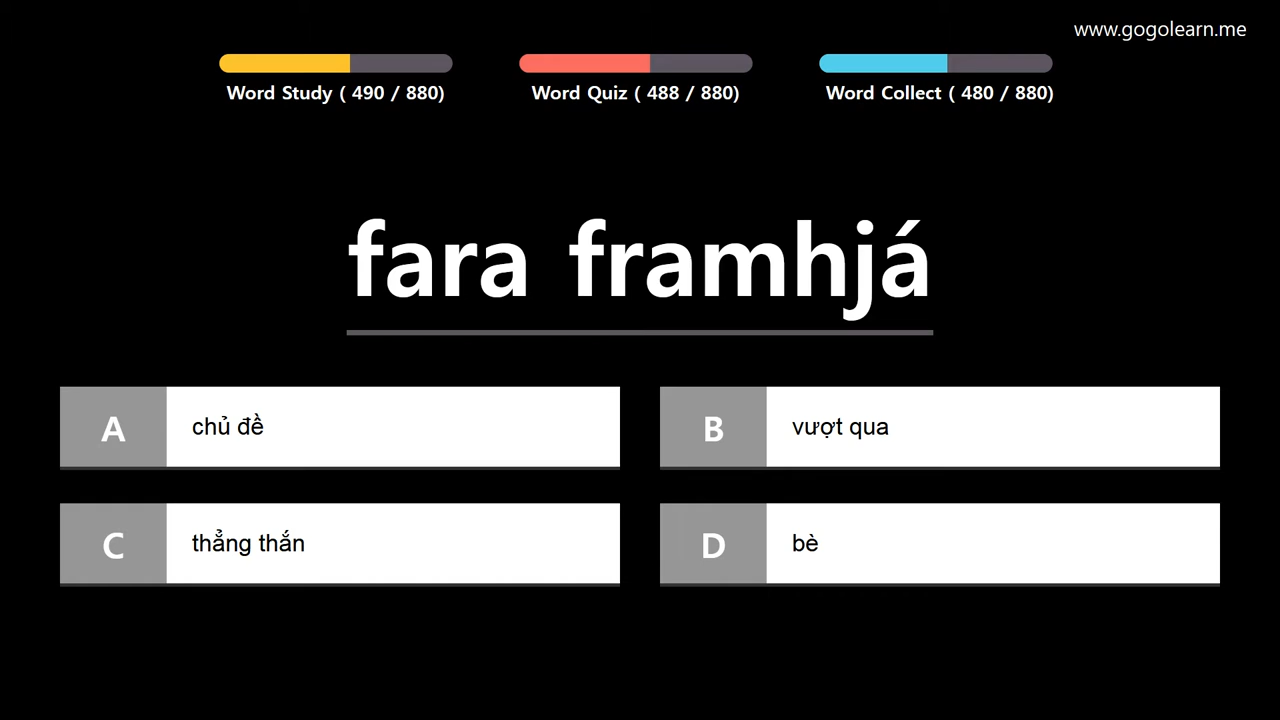 www.gogolearn.me
Word Study ( 490 / 880)
Word Quiz ( 488 / 880)
Word Collect ( 480 / 880)
fara framhjá
A chủ đề
B vượt qua
C thẳng thắn
D bè